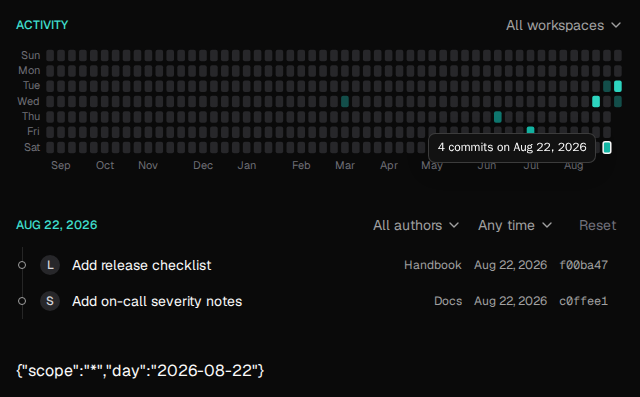 ACTIVITY
All workspaces
Sun
Mon
Tue
Wed
Thu
Fri
Sat
4 commits on Aug 22, 2026
Sep Oct Nov Dec Jan Feb Mar Apr May Jun Jul Aug
AUG 22, 2026
All authors Any time Reset
L Add release checklist Handbook Aug 22, 2026 f00ba47
S Add on-call severity notes Docs Aug 22, 2026 c0ffee1
{"scope":"*","day":"2026-08-22"}